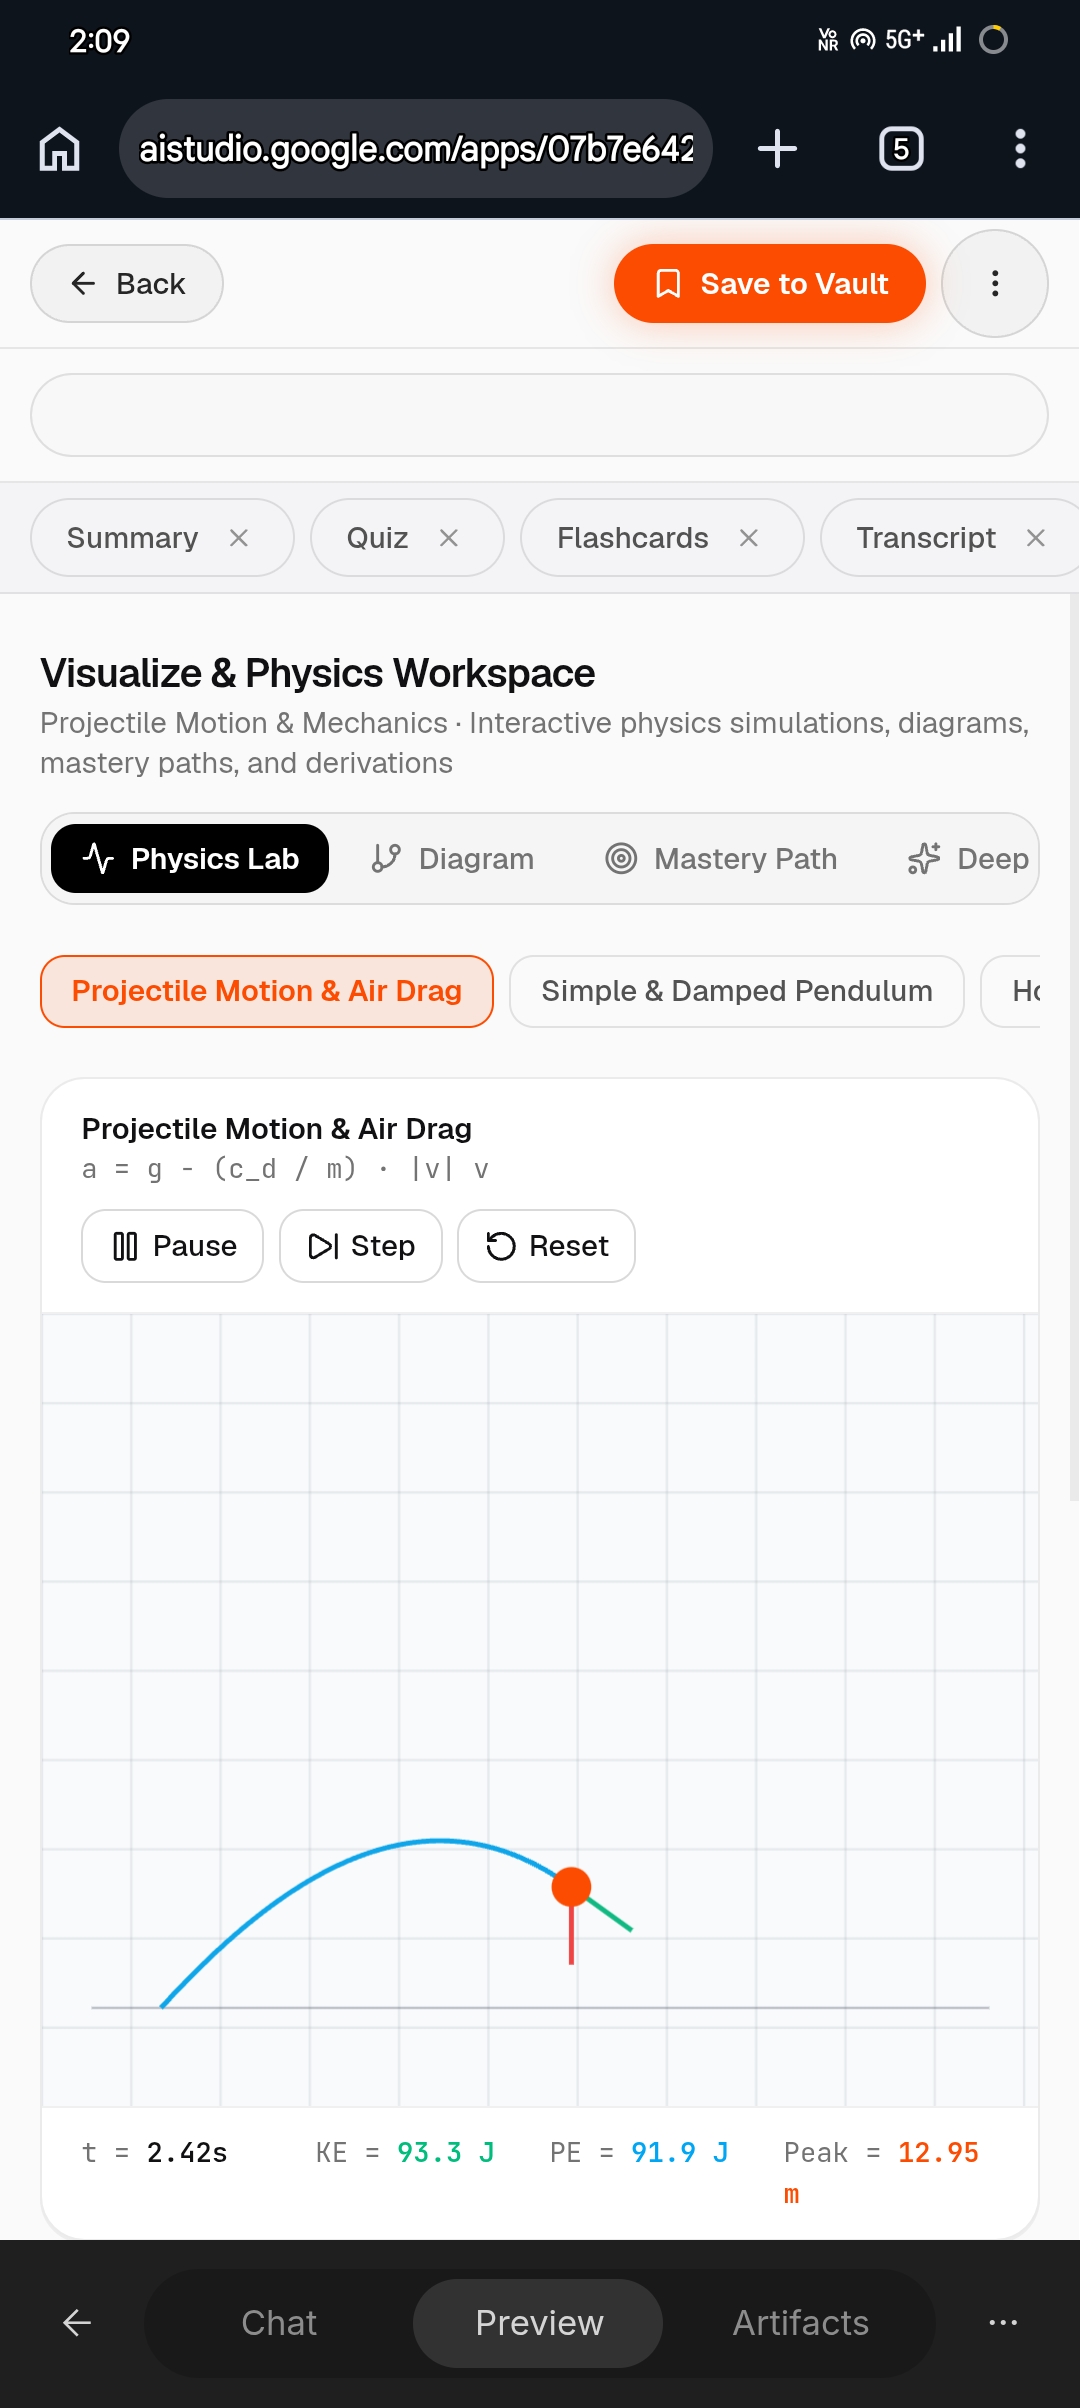 2:09
Vo
NR
5G+
aistudio.google.com/apps/07b7e642
5
Back
Save to Vault
Summary
Quiz
Flashcards
Transcript
Visualize & Physics Workspace
Projectile Motion & Mechanics · Interactive physics simulations, diagrams,
mastery paths, and derivations
Physics Lab
Diagram
Mastery Path
Deep
Projectile Motion & Air Drag
Simple & Damped Pendulum
Projectile Motion & Air Drag
a = g - (c_d / m) · |v| v
Pause
Step
Reset
t = 2.42s
KE = 93.3 J
PE = 91.9 J
Peak = 12.95
m
Chat
Preview
Artifacts